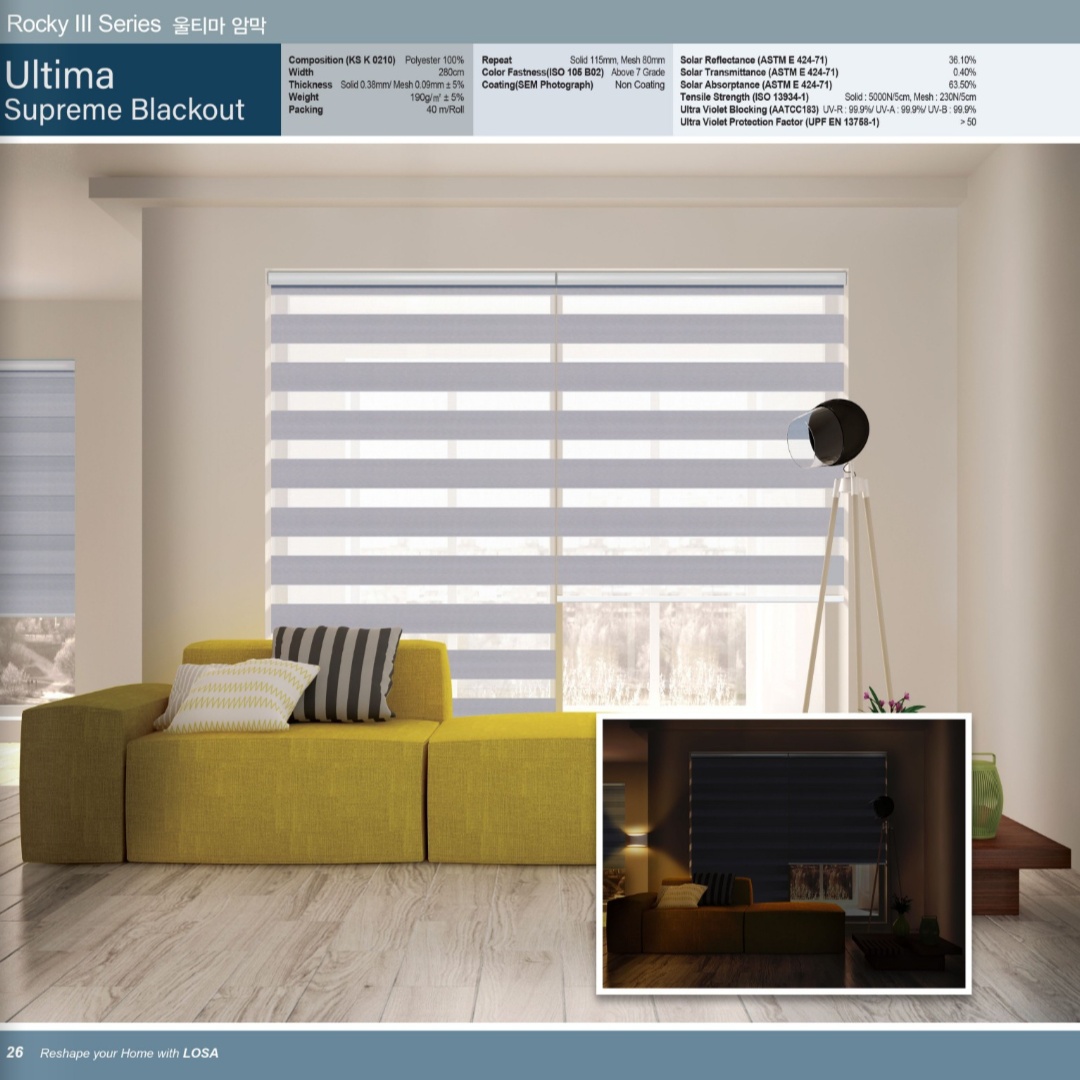 Rocky III Series 울티마 암막
Ultima
Supreme Blackout
Composition (KS K 0210) Polyester 100%
Width 280cm
Thickness Solid 0.38mm/ Mesh 0.09mm ± 5%
Weight 190g/㎡ ± 5%
Packing 40 m/Roll
Repeat Solid 115mm, Mesh 80mm
Color Fastness(ISO 105 B02) Above 7 Grade
Coating(SEM Photograph) Non Coating
Solar Reflectance (ASTM E 424-71) 36.10%
Solar Transmittance (ASTM E 424-71) 0.40%
Solar Absorptance (ASTM E 424-71) 63.50%
Tensile Strength (ISO 13934-1) Solid : 5000N/5cm, Mesh : 230N/5cm
Ultra Violet Blocking (AATCC183) UV-R : 99.9%/ UV-A : 99.9%/ UV-B : 99.9%
Ultra Violet Protection Factor (UPF EN 13758-1) > 50
26 Reshape your Home with LOSA